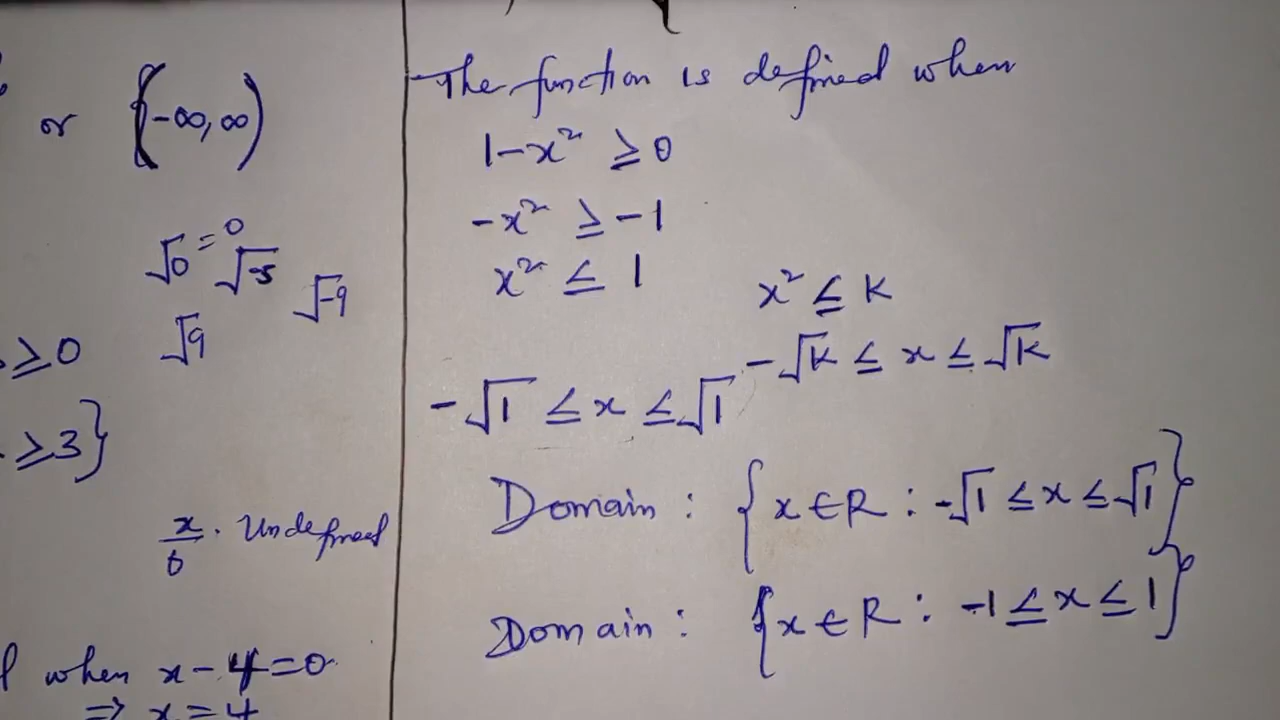 or (-∞, ∞)
√0 = 0 √-5 √-9
√9
≥0
≥3}
x/0 . Undefined
when x-4=0
⇒ x=4
The function is defined when
1-x² ≥0
-x² ≥ -1
x² ≤ 1
x² ≤ K
-√K ≤ x ≤ √K
-√1 ≤ x ≤ √1
Domain : {x∈R : -√1 ≤ x ≤ √1}
Domain : {x∈R : -1 ≤ x ≤ 1}